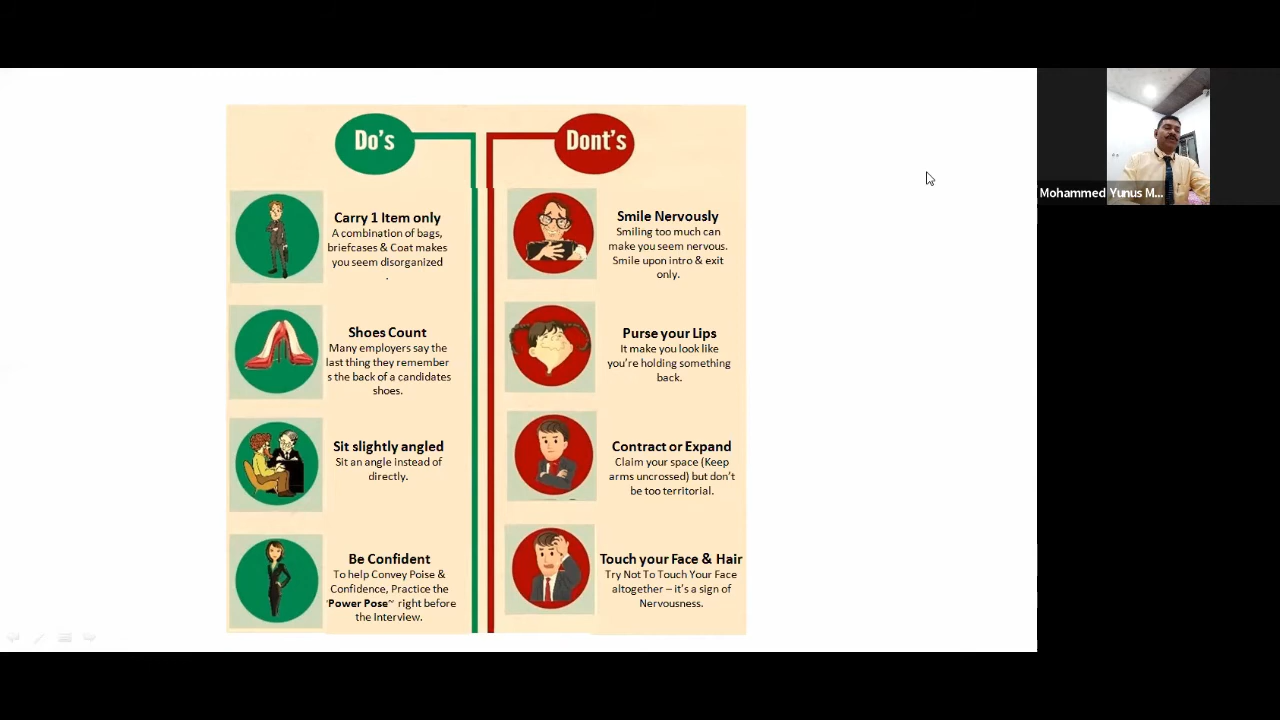 Do's
Carry 1 Item only
A combination of bags,
briefcases & Coat makes
you seem disorganized
.
Shoes Count
Many employers say the
last thing they remember
s the back of a candidates
shoes.
Sit slightly angled
Sit an angle instead of
directly.
Be Confident
To help Convey Poise &
Confidence, Practice the
'Power Pose~ right before
the Interview.
Dont's
Smile Nervously
Smiling too much can
make you seem nervous.
Smile upon intro & exit
only.
Purse your Lips
It make you look like
you're holding something
back.
Contract or Expand
Claim your space (Keep
arms uncrossed) but don't
be too territorial.
Touch your Face & Hair
Try Not To Touch Your Face
altogether – it's a sign of
Nervousness.
Mohammed Yunus M...